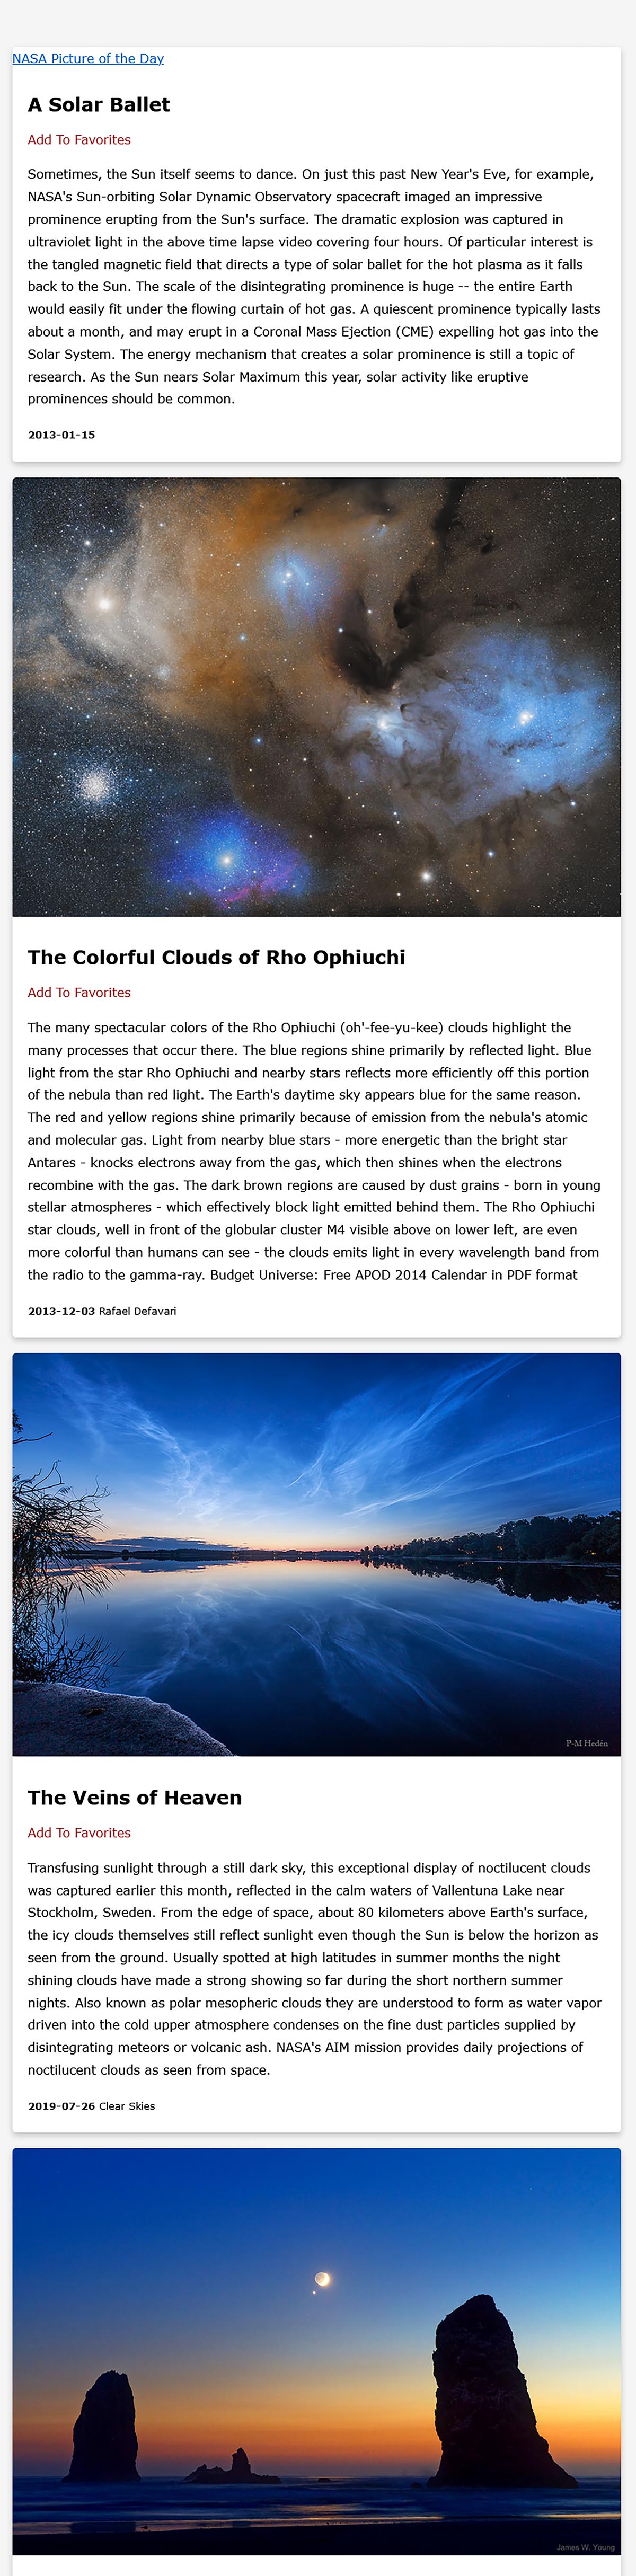 NASA Picture of the Day
A Solar Ballet
Add To Favorites
Sometimes, the Sun itself seems to dance. On just this past New Year's Eve, for example,
NASA's Sun-orbiting Solar Dynamic Observatory spacecraft imaged an impressive
prominence erupting from the Sun's surface. The dramatic explosion was captured in
ultraviolet light in the above time lapse video covering four hours. Of particular interest is
the tangled magnetic field that directs a type of solar ballet for the hot plasma as it falls
back to the Sun. The scale of the disintegrating prominence is huge -- the entire Earth
would easily fit under the flowing curtain of hot gas. A quiescent prominence typically lasts
about a month, and may erupt in a Coronal Mass Ejection (CME) expelling hot gas into the
Solar System. The energy mechanism that creates a solar prominence is still a topic of
research. As the Sun nears Solar Maximum this year, solar activity like eruptive
prominences should be common.
2013-01-15
The Colorful Clouds of Rho Ophiuchi
Add To Favorites
The many spectacular colors of the Rho Ophiuchi (oh'-fee-yu-kee) clouds highlight the
many processes that occur there. The blue regions shine primarily by reflected light. Blue
light from the star Rho Ophiuchi and nearby stars reflects more efficiently off this portion
of the nebula than red light. The Earth's daytime sky appears blue for the same reason.
The red and yellow regions shine primarily because of emission from the nebula's atomic
and molecular gas. Light from nearby blue stars - more energetic than the bright star
Antares - knocks electrons away from the gas, which then shines when the electrons
recombine with the gas. The dark brown regions are caused by dust grains - born in young
stellar atmospheres - which effectively block light emitted behind them. The Rho Ophiuchi
star clouds, well in front of the globular cluster M4 visible above on lower left, are even
more colorful than humans can see - the clouds emits light in every wavelength band from
the radio to the gamma-ray. Budget Universe: Free APOD 2014 Calendar in PDF format
2013-12-03 Rafael Defavari
P-M Hedén
The Veins of Heaven
Add To Favorites
Transfusing sunlight through a still dark sky, this exceptional display of noctilucent clouds
was captured earlier this month, reflected in the calm waters of Vallentuna Lake near
Stockholm, Sweden. From the edge of space, about 80 kilometers above Earth's surface,
the icy clouds themselves still reflect sunlight even though the Sun is below the horizon as
seen from the ground. Usually spotted at high latitudes in summer months the night
shining clouds have made a strong showing so far during the short northern summer
nights. Also known as polar mesopheric clouds they are understood to form as water vapor
driven into the cold upper atmosphere condenses on the fine dust particles supplied by
disintegrating meteors or volcanic ash. NASA's AIM mission provides daily projections of
noctilucent clouds as seen from space.
2019-07-26 Clear Skies
James W. Young